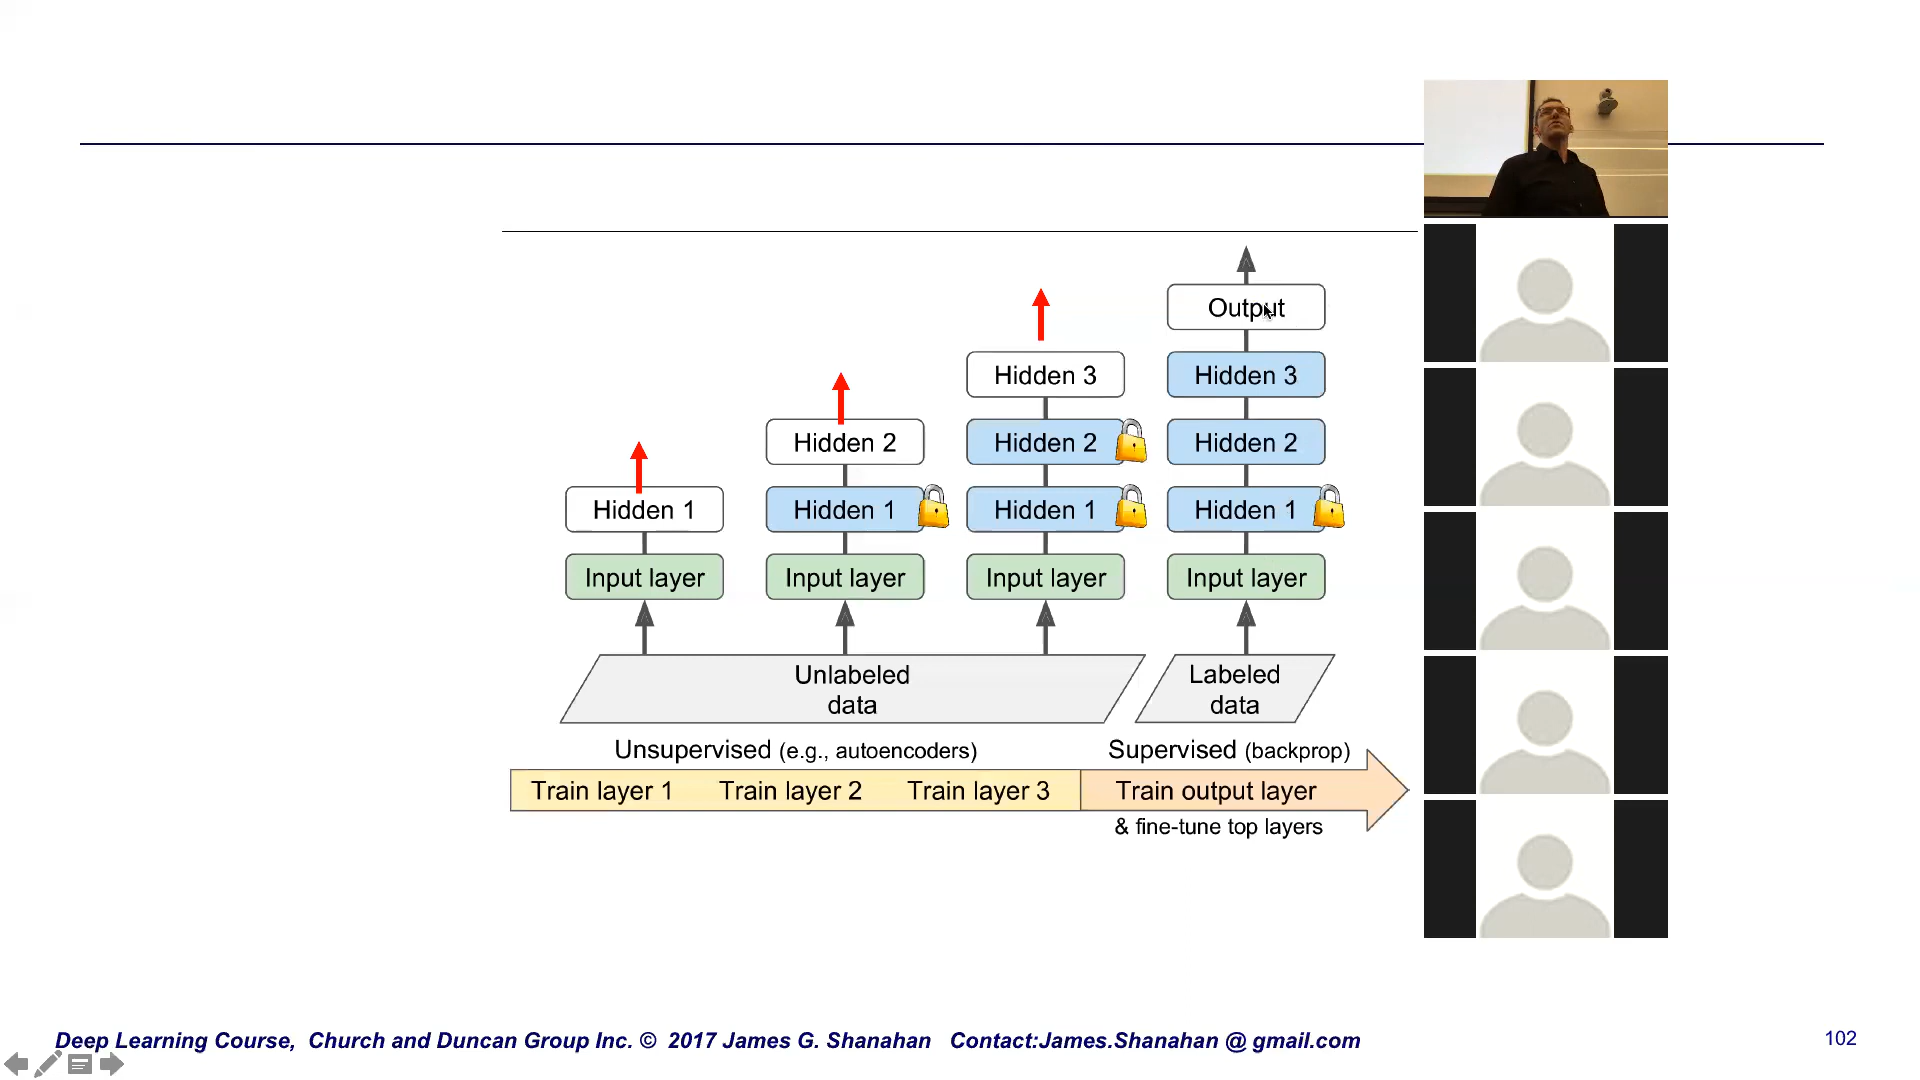 Output
Hidden 3
Hidden 3
Hidden 2
Hidden 2
Hidden 2
Hidden 1
Hidden 1
Hidden 1
Hidden 1
Input layer
Input layer
Input layer
Input layer
Unlabeled
data
Labeled
data
Unsupervised (e.g., autoencoders)
Supervised (backprop)
Train layer 1
Train layer 2
Train layer 3
Train output layer
& fine-tune top layers
Deep Learning Course, Church and Duncan Group Inc. © 2017 James G. Shanahan Contact:James.Shanahan @ gmail.com
102